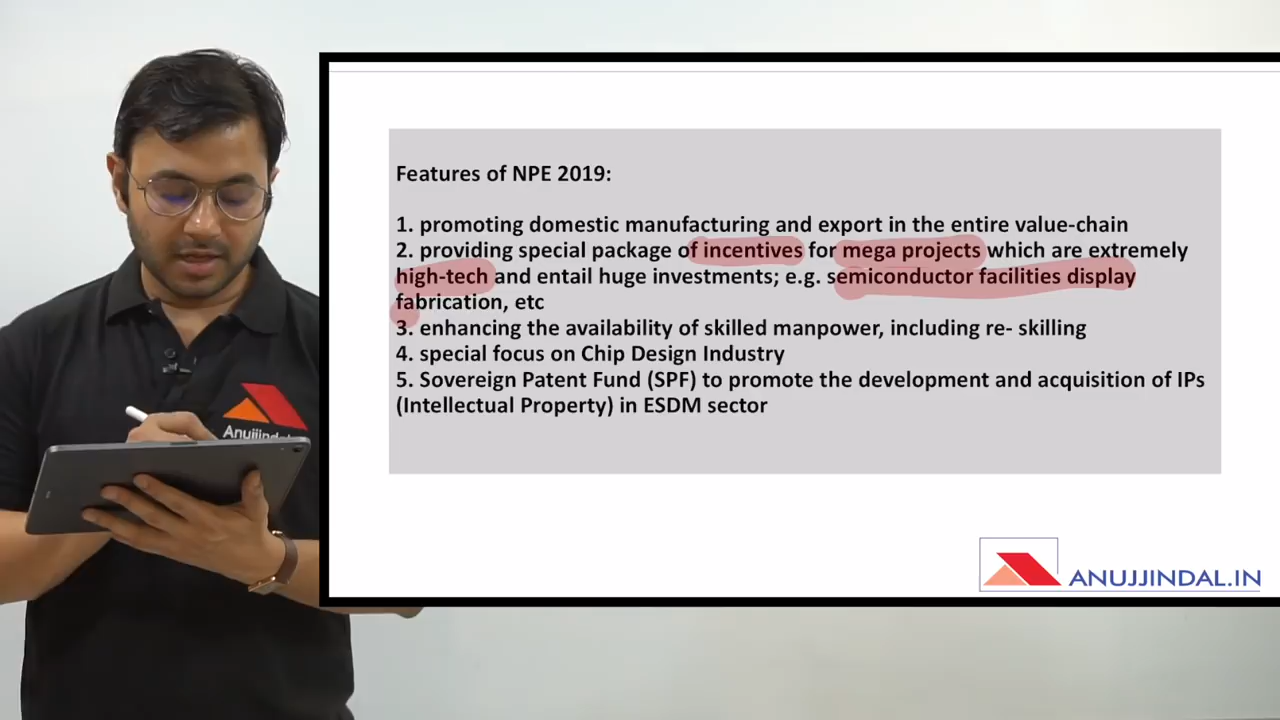 Features of NPE 2019:
1. promoting domestic manufacturing and export in the entire value-chain
2. providing special package of incentives for mega projects which are extremely
high-tech and entail huge investments; e.g. semiconductor facilities display
fabrication, etc
3. enhancing the availability of skilled manpower, including re- skilling
4. special focus on Chip Design Industry
5. Sovereign Patent Fund (SPF) to promote the development and acquisition of IPs
(Intellectual Property) in ESDM sector
Anujjindal
ANUJJINDAL.IN